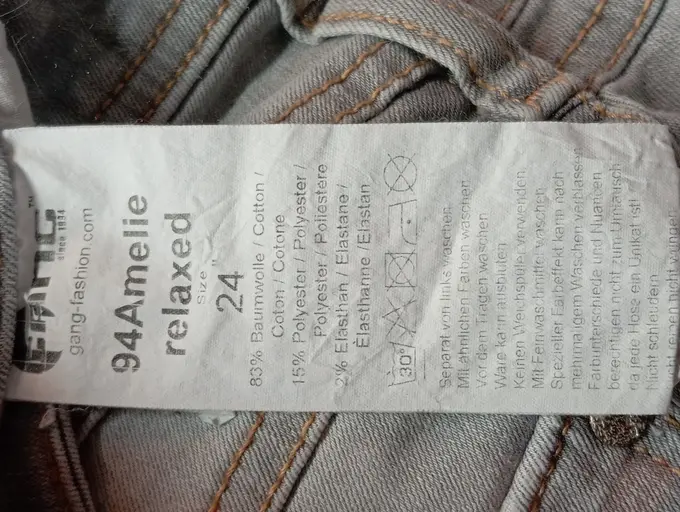 GANG™
since 1934
gang-fashion.com
94Amelie
relaxed
Size "
24
83% Baumwolle / Cotton /
Coton / Cotone
15% Polyester / Polyester /
Polyester / Poliestere
2% Elasthan / Elastane /
Élasthanne /Elastan
30°
Separat von links waschen.
Mit ähnlichen Farben waschen
Vor dem Tragen waschen
Ware kann ausbluten
Keinen Weichspüler verwenden
Mit Feinwaschmittel waschen
Spezieller Farbeffekt kann nach
mehrmaligem Waschen verblassen
Farbunterschiede und Nuancen
berechtigen nicht zum Umtausch
da jede Hose ein Unikat ist!
Nicht schleudern